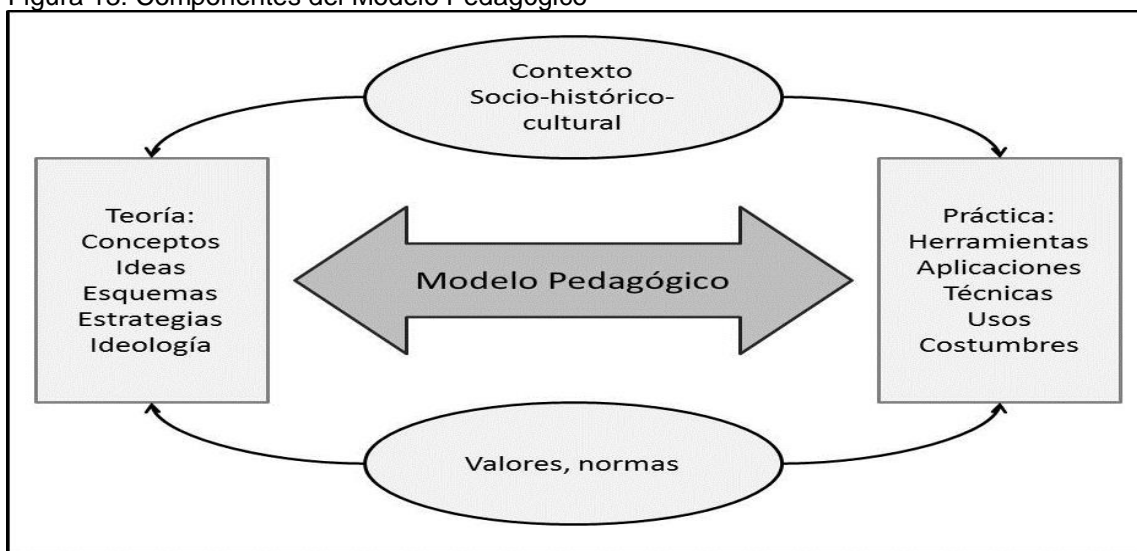 Figura 13. Componentes del Modelo Pedagógico
Contexto
Socio-histórico-
cultural
Teoría:
Conceptos
Ideas
Esquemas
Estrategias
Ideología
Modelo Pedagógico
Práctica:
Herramientas
Aplicaciones
Técnicas
Usos
Costumbres
Valores, normas